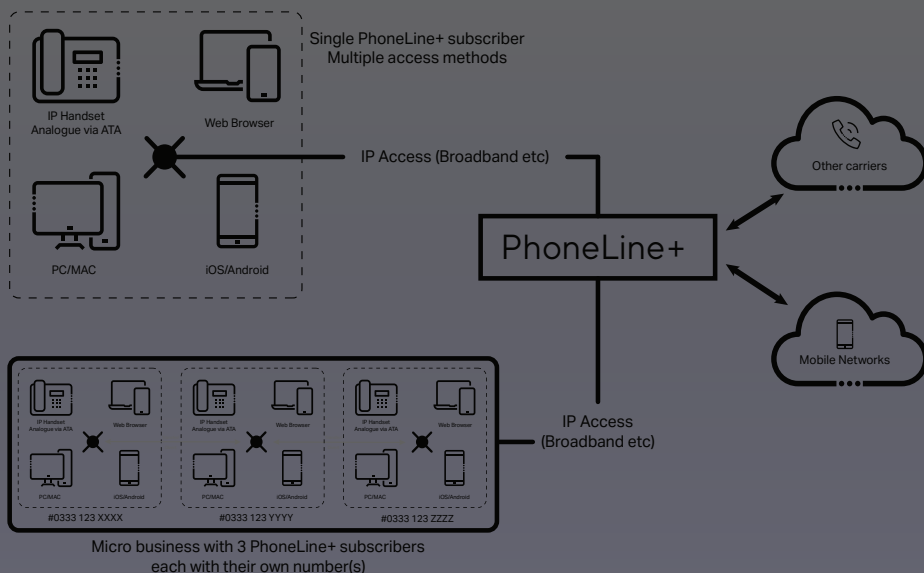 Single PhoneLine+ subscriber
Multiple access methods
IP Handset
Analogue via ATA
Web Browser
PC/MAC
iOS/Android
IP Access (Broadband etc)
PhoneLine+
Other carriers
Mobile Networks
IP Access
(Broadband etc)
IP Handset
Analogue via ATA
Web Browser
PC/MAC
iOS/Android
#0333 123 XXXX
IP Handset
Analogue via ATA
Web Browser
PC/MAC
iOS/Android
#0333 123 YYYY
IP Handset
Analogue via ATA
Web Browser
PC/MAC
iOS/Android
#0333 123 ZZZZ
Micro business with 3 PhoneLine+ subscribers
each with their own number(s)